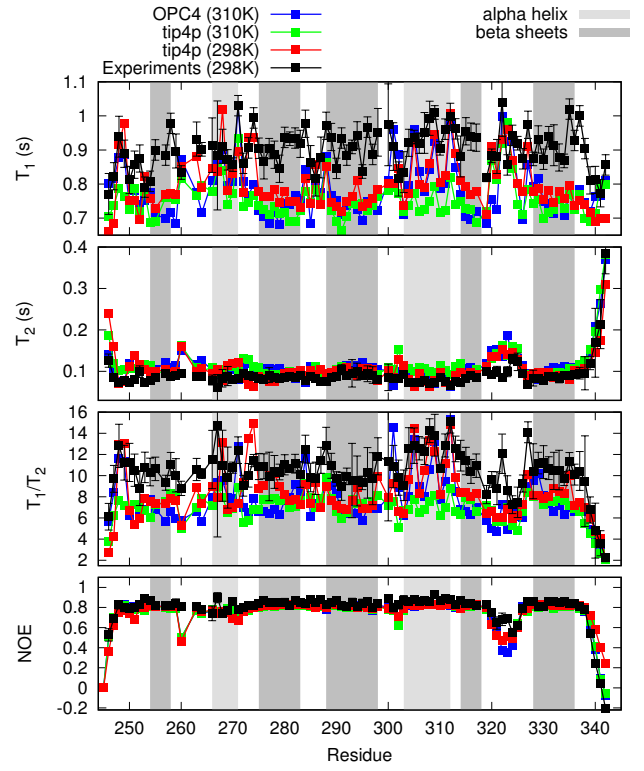 OPC4 (310K)
tip4p (310K)
tip4p (298K)
Experiments (298K)
alpha helix
beta sheets
T₁ (s)
1.1
1
0.9
0.8
0.7
T₂ (s)
0.4
0.3
0.2
0.1
T₁/T₂
16
14
12
10
8
6
4
2
NOE
1
0.8
0.6
0.4
0.2
0
-0.2
250 260 270 280 290 300 310 320 330 340
Residue